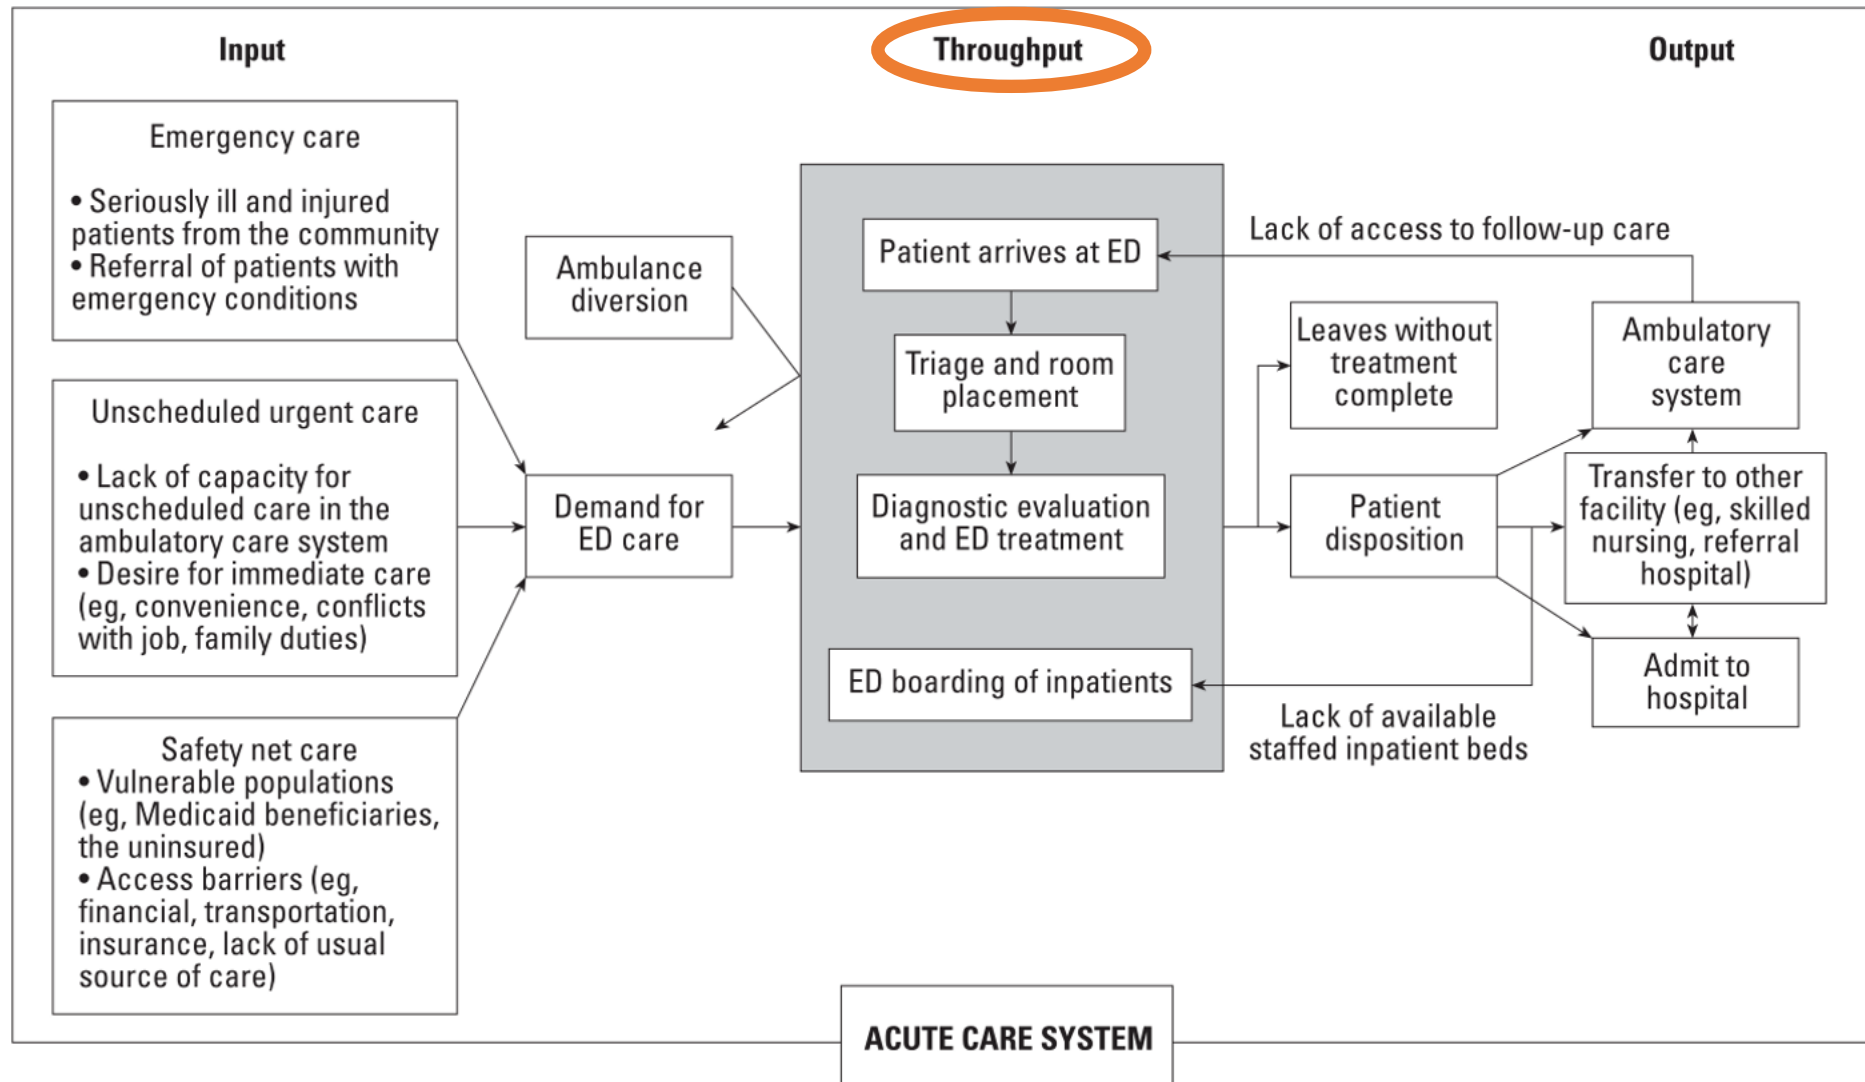 Input
Throughput
Output
Emergency care
• Seriously ill and injured
patients from the community
• Referral of patients with
emergency conditions
Unscheduled urgent care
• Lack of capacity for
unscheduled care in the
ambulatory care system
• Desire for immediate care
(eg, convenience, conflicts
with job, family duties)
Safety net care
• Vulnerable populations
(eg, Medicaid beneficiaries,
the uninsured)
• Access barriers (eg,
financial, transportation,
insurance, lack of usual
source of care)
Ambulance
diversion
Demand for
ED care
Patient arrives at ED
Triage and room
placement
Diagnostic evaluation
and ED treatment
ED boarding of inpatients
Lack of access to follow-up care
Leaves without
treatment
complete
Patient
disposition
Lack of available
staffed inpatient beds
Ambulatory
care
system
Transfer to other
facility (eg, skilled
nursing, referral
hospital)
Admit to
hospital
ACUTE CARE SYSTEM